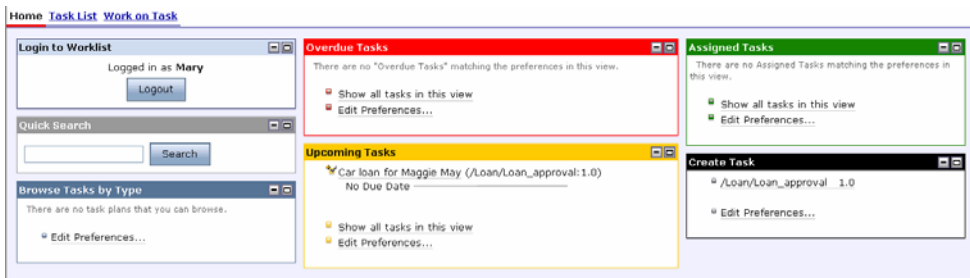 Home Task List Work on Task
Login to Worklist
Logged in as Mary
Logout
Quick Search
Search
Browse Tasks by Type
There are no task plans that you can browse.
Edit Preferences...
Overdue Tasks
There are no "Overdue Tasks" matching the preferences in this view.
Show all tasks in this view
Edit Preferences...
Upcoming Tasks
Car loan for Maggie May (/Loan/Loan_approval:1.0)
No Due Date
Show all tasks in this view
Edit Preferences...
Assigned Tasks
There are no Assigned Tasks matching the preferences in
this view.
Show all tasks in this view
Edit Preferences...
Create Task
/Loan/Loan_approval 1.0
Edit Preferences...